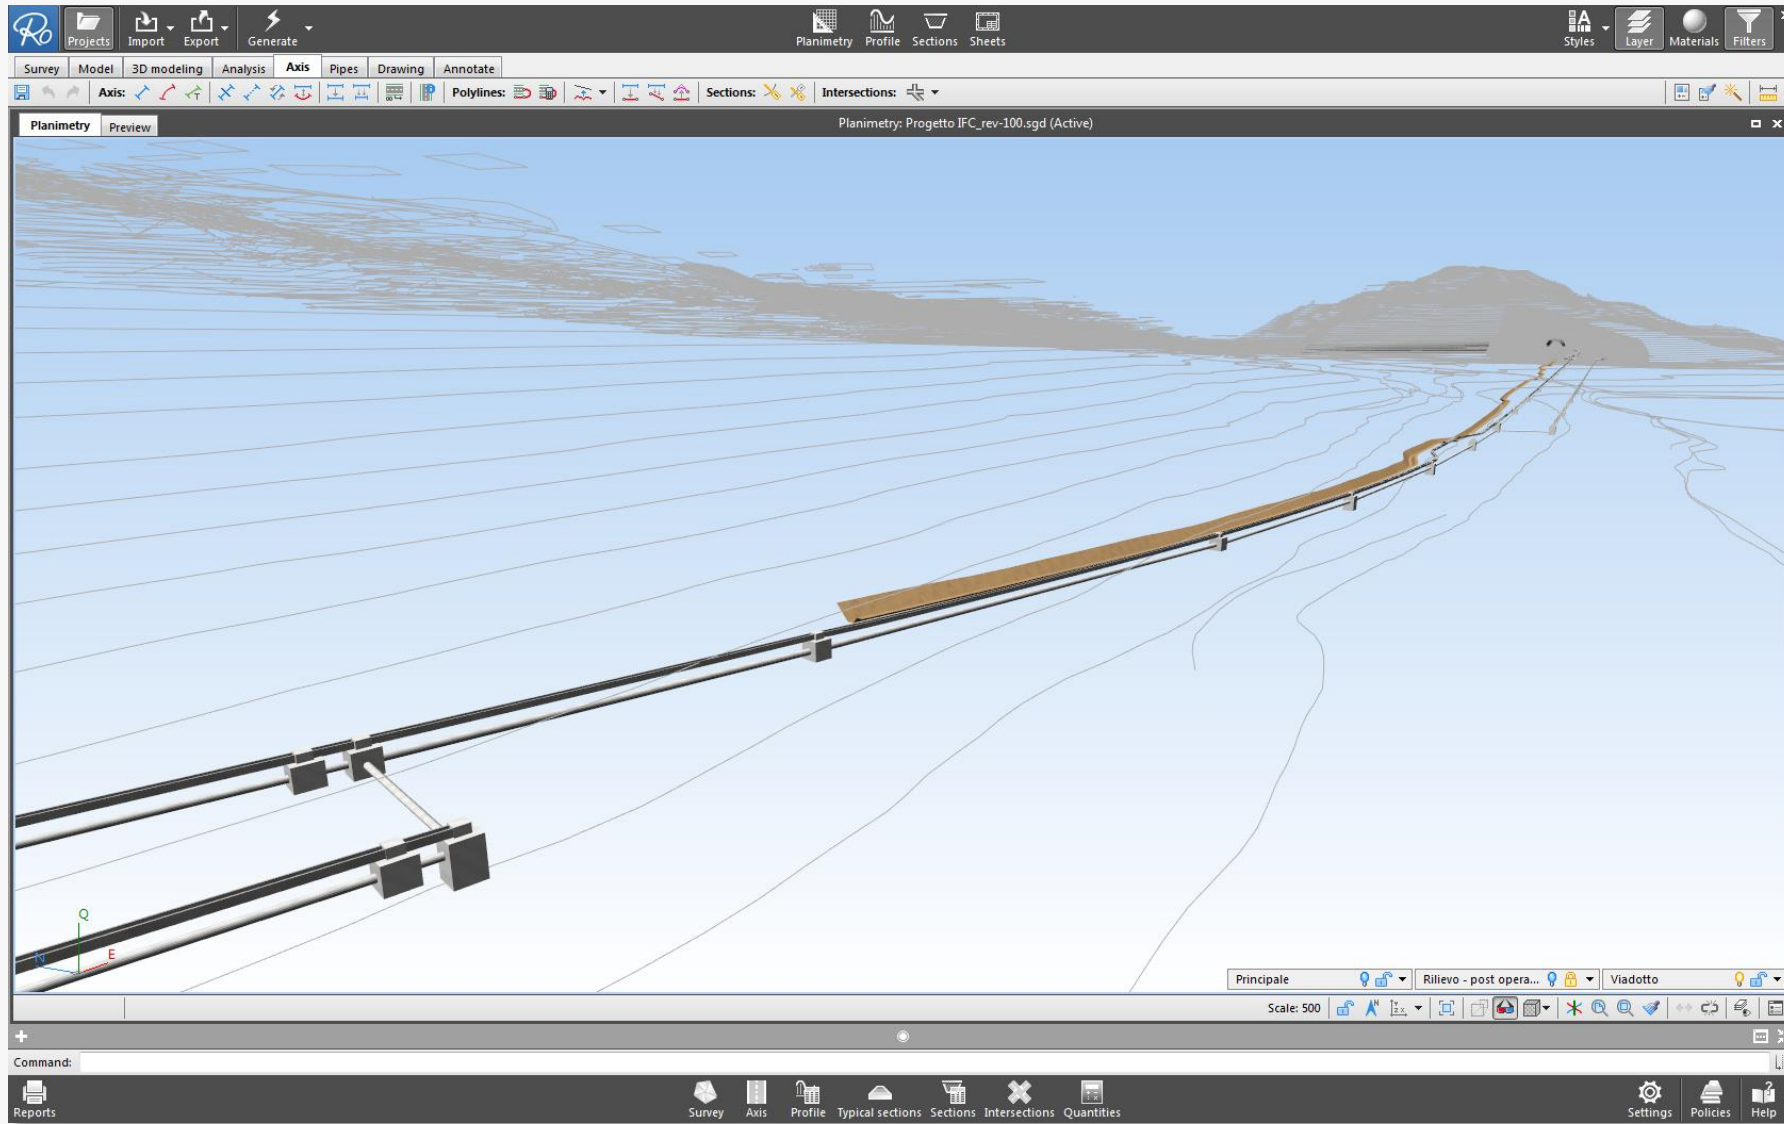 Ro Projects Import Export Generate Planimetry Profile Sections Sheets Styles Layer Materials Filters
Survey Model 3D modeling Analysis Axis Pipes Drawing Annotate
Axis: Polylines: Sections: Intersections:
Planimetry Preview Planimetry: Progetto IFC_rev-100.sgd (Active)
Q
N E
Principale Rilievo - post opera... Viadotto
Scale: 500
Command:
Reports Survey Axis Profile Typical sections Sections Intersections Quantities Settings Policies Help